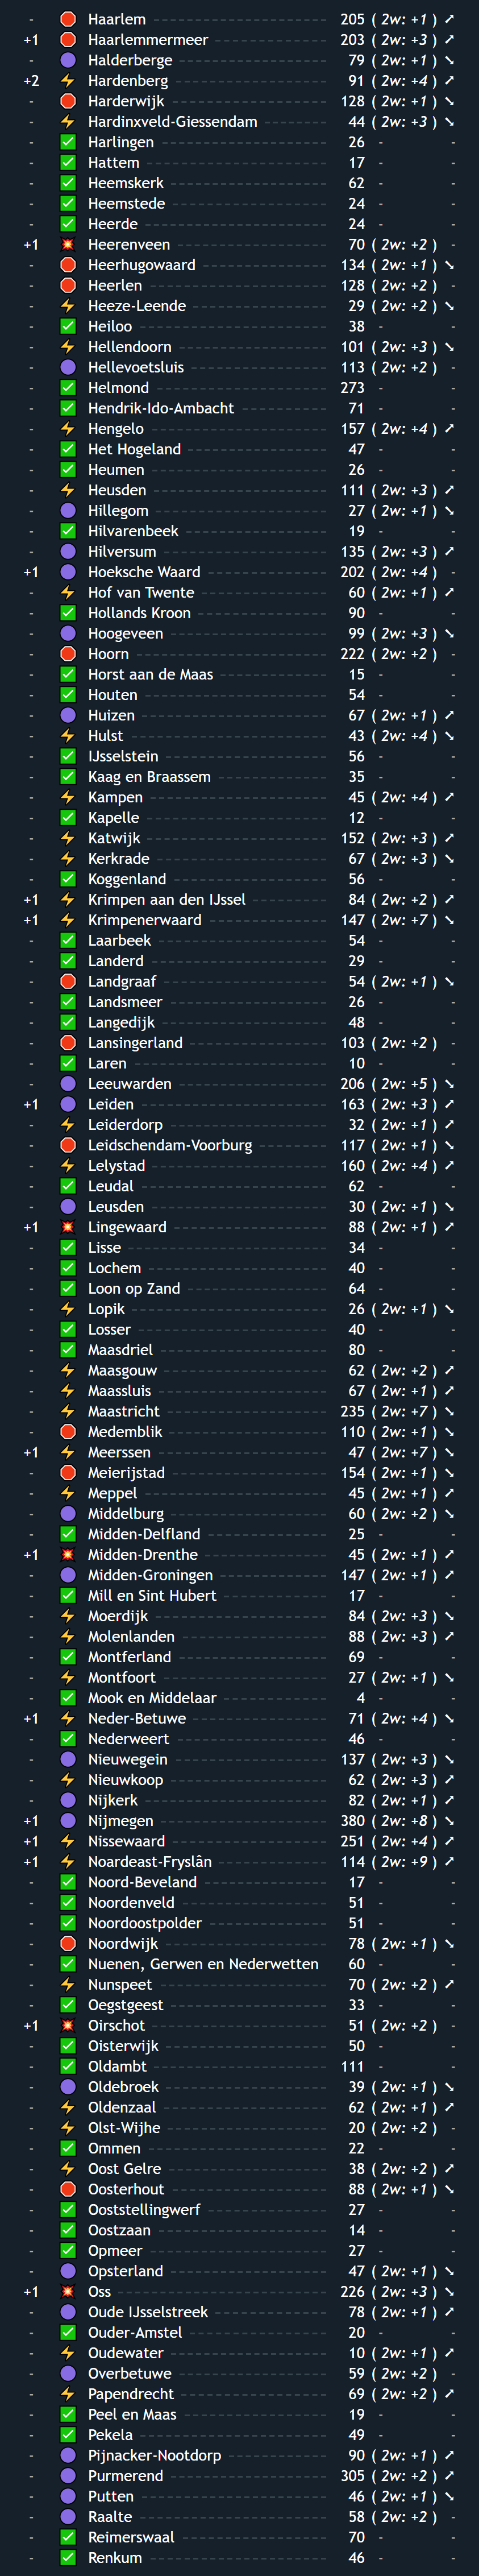 - 🛑 Haarlem 205 ( 2w: +1 ) ➚
+1 🛑 Haarlemmermeer 203 ( 2w: +3 ) ➚
- 🟣 Halderberge 79 ( 2w: +1 ) ➘
+2 ⚡ Hardenberg 91 ( 2w: +4 ) ➚
- 🛑 Harderwijk 128 ( 2w: +1 ) ➘
- ⚡ Hardinxveld-Giessendam 44 ( 2w: +3 ) ➘
- ✅ Harlingen 26 - -
- ✅ Hattem 17 - -
- ✅ Heemskerk 62 - -
- ✅ Heemstede 24 - -
- ✅ Heerde 24 - -
+1 💥 Heerenveen 70 ( 2w: +2 ) -
- 🛑 Heerhugowaard 134 ( 2w: +1 ) ➘
- 🛑 Heerlen 128 ( 2w: +2 ) -
- ⚡ Heeze-Leende 29 ( 2w: +2 ) ➘
- ✅ Heiloo 38 - -
- ⚡ Hellendoorn 101 ( 2w: +3 ) ➘
- 🟣 Hellevoetsluis 113 ( 2w: +2 ) -
- ✅ Helmond 273 - -
- ✅ Hendrik-Ido-Ambacht 71 - -
- ⚡ Hengelo 157 ( 2w: +4 ) ➚
- ✅ Het Hogeland 47 - -
- ✅ Heumen 26 - -
- ⚡ Heusden 111 ( 2w: +3 ) ➚
- 🟣 Hillegom 27 ( 2w: +1 ) ➘
- ✅ Hilvarenbeek 19 - -
- 🟣 Hilversum 135 ( 2w: +3 ) ➚
+1 🟣 Hoeksche Waard 202 ( 2w: +4 ) -
- ⚡ Hof van Twente 60 ( 2w: +1 ) ➚
- ✅ Hollands Kroon 90 - -
- 🟣 Hoogeveen 99 ( 2w: +3 ) ➘
- 🛑 Hoorn 222 ( 2w: +2 ) -
- ✅ Horst aan de Maas 15 - -
- ✅ Houten 54 - -
- 🟣 Huizen 67 ( 2w: +1 ) ➚
- ⚡ Hulst 43 ( 2w: +4 ) ➘
- ✅ IJsselstein 56 - -
- ✅ Kaag en Braassem 35 - -
- ⚡ Kampen 45 ( 2w: +4 ) ➚
- ✅ Kapelle 12 - -
- ⚡ Katwijk 152 ( 2w: +3 ) ➚
- ⚡ Kerkrade 67 ( 2w: +3 ) ➘
- ✅ Koggenland 56 - -
+1 ⚡ Krimpen aan den IJssel 84 ( 2w: +2 ) ➚
+1 ⚡ Krimpenerwaard 147 ( 2w: +7 ) ➘
- ✅ Laarbeek 54 - -
- ✅ Landerd 29 - -
- 🛑 Landgraaf 54 ( 2w: +1 ) ➘
- ✅ Landsmeer 26 - -
- ✅ Langedijk 48 - -
- 🛑 Lansingerland 103 ( 2w: +2 ) -
- ✅ Laren 10 - -
- 🟣 Leeuwarden 206 ( 2w: +5 ) ➘
+1 🟣 Leiden 163 ( 2w: +3 ) ➚
- ⚡ Leiderdorp 32 ( 2w: +1 ) ➚
- 🛑 Leidschendam-Voorburg 117 ( 2w: +1 ) ➘
- ⚡ Lelystad 160 ( 2w: +4 ) ➚
- ✅ Leudal 62 - -
- 🟣 Leusden 30 ( 2w: +1 ) ➘
+1 💥 Lingewaard 88 ( 2w: +1 ) ➚
- ✅ Lisse 34 - -
- ✅ Lochem 40 - -
- ✅ Loon op Zand 64 - -
- ⚡ Lopik 26 ( 2w: +1 ) ➘
- ✅ Losser 40 - -
- ✅ Maasdriel 80 - -
- ⚡ Maasgouw 62 ( 2w: +2 ) ➚
- ⚡ Maassluis 67 ( 2w: +1 ) ➚
- ⚡ Maastricht 235 ( 2w: +7 ) ➘
- 🛑 Medemblik 110 ( 2w: +1 ) ➘
+1 ⚡ Meerssen 47 ( 2w: +7 ) ➘
- 🛑 Meierijstad 154 ( 2w: +1 ) ➘
- ⚡ Meppel 45 ( 2w: +1 ) ➚
- 🟣 Middelburg 60 ( 2w: +2 ) ➘
- ✅ Midden-Delfland 25 - -
+1 💥 Midden-Drenthe 45 ( 2w: +1 ) ➚
- 🟣 Midden-Groningen 147 ( 2w: +1 ) ➚
- ✅ Mill en Sint Hubert 17 - -
- ⚡ Moerdijk 84 ( 2w: +3 ) ➘
- ⚡ Molenlanden 88 ( 2w: +3 ) ➚
- ✅ Montferland 69 - -
- ⚡ Montfoort 27 ( 2w: +1 ) ➘
- ✅ Mook en Middelaar 4 - -
+1 ⚡ Neder-Betuwe 71 ( 2w: +4 ) ➘
- ✅ Nederweert 46 - -
- 🟣 Nieuwegein 137 ( 2w: +3 ) ➘
- ⚡ Nieuwkoop 62 ( 2w: +3 ) ➚
- 🟣 Nijkerk 82 ( 2w: +1 ) ➚
+1 🟣 Nijmegen 380 ( 2w: +8 ) ➘
+1 ⚡ Nissewaard 251 ( 2w: +4 ) ➚
+1 ⚡ Noardeast-Fryslân 114 ( 2w: +9 ) ➚
- ✅ Noord-Beveland 17 - -
- ✅ Noordenveld 51 - -
- ✅ Noordoostpolder 51 - -
- 🛑 Noordwijk 78 ( 2w: +1 ) ➘
- ✅ Nuenen, Gerwen en Nederwetten 60 - -
- ⚡ Nunspeet 70 ( 2w: +2 ) ➚
- ✅ Oegstgeest 33 - -
+1 💥 Oirschot 51 ( 2w: +2 ) -
- ✅ Oisterwijk 50 - -
- ✅ Oldambt 111 - -
- 🟣 Oldebroek 39 ( 2w: +1 ) ➘
- ⚡ Oldenzaal 62 ( 2w: +1 ) ➚
- ⚡ Olst-Wijhe 20 ( 2w: +2 ) -
- ✅ Ommen 22 - -
- ⚡ Oost Gelre 38 ( 2w: +2 ) ➚
- 🛑 Oosterhout 88 ( 2w: +1 ) ➘
- ✅ Ooststellingwerf 27 - -
- ✅ Oostzaan 14 - -
- ✅ Opmeer 27 - -
- 🟣 Opsterland 47 ( 2w: +1 ) ➘
+1 💥 Oss 226 ( 2w: +3 ) ➘
- 🟣 Oude IJsselstreek 78 ( 2w: +1 ) ➚
- ✅ Ouder-Amstel 20 - -
- ⚡ Oudewater 10 ( 2w: +1 ) ➚
- 🟣 Overbetuwe 59 ( 2w: +2 ) -
- ⚡ Papendrecht 69 ( 2w: +2 ) ➚
- ✅ Peel en Maas 19 - -
- ✅ Pekela 49 - -
- 🟣 Pijnacker-Nootdorp 90 ( 2w: +1 ) ➚
- 🟣 Purmerend 305 ( 2w: +2 ) ➚
- 🟣 Putten 46 ( 2w: +1 ) ➘
- 🟣 Raalte 58 ( 2w: +2 ) -
- ✅ Reimerswaal 70 - -
- ✅ Renkum 46 - -